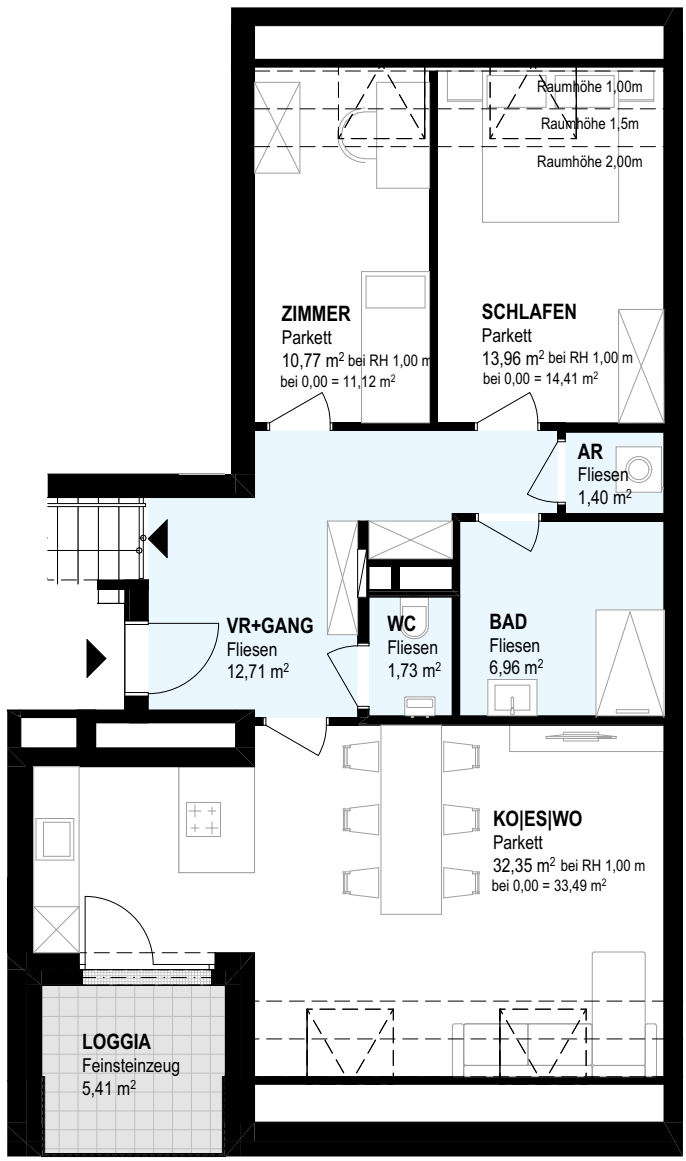 Raumhöhe 1,00m
Raumhöhe 1,5m
Raumhöhe 2,00m
ZIMMER
Parkett
10,77 m² bei RH 1,00 m
bei 0,00 = 11,12 m²
SCHLAFEN
Parkett
13,96 m² bei RH 1,00 m
bei 0,00 = 14,41 m²
AR
Fliesen
1,40 m²
VR+GANG
Fliesen
12,71 m²
WC
Fliesen
1,73 m²
BAD
Fliesen
6,96 m²
KO|ES|WO
Parkett
32,35 m² bei RH 1,00 m
bei 0,00 = 33,49 m²
LOGGIA
Feinsteinzeug
5,41 m²